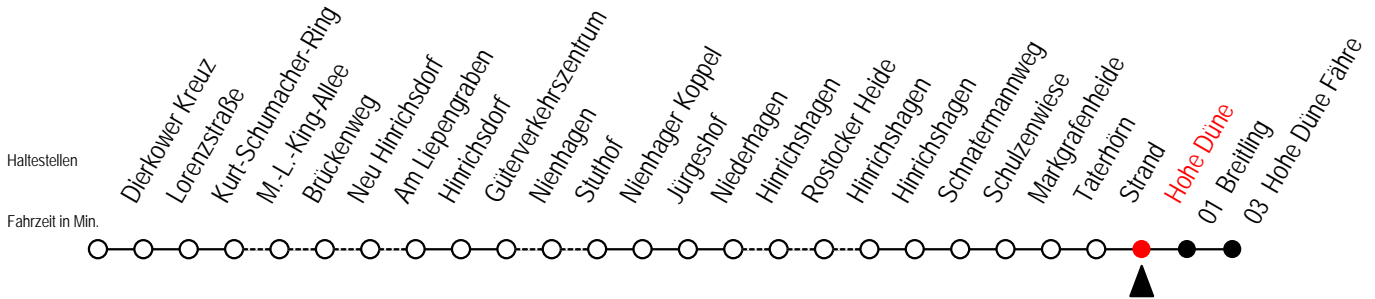 Haltestellen
Fahrzeit in Min.
Dierkower Kreuz
Lorenzstraße
Kurt-Schumacher-Ring
M.-L.-King-Allee
Brückenweg
Neu Hinrichsdorf
Am Liepengraben
Hinrichsdorf
Güterverkehrszentrum
Nienhagen
Stuthof
Nienhager Koppel
Jürgeshof
Niederhagen
Hinrichshagen
Rostocker Heide
Hinrichshagen
Hinrichshagen
Schnatermannweg
Schulzenwiese
Markgrafenheide
Taterhörn
Strand
Hohe Düne
01 Breitling
03 Hohe Düne Fähre